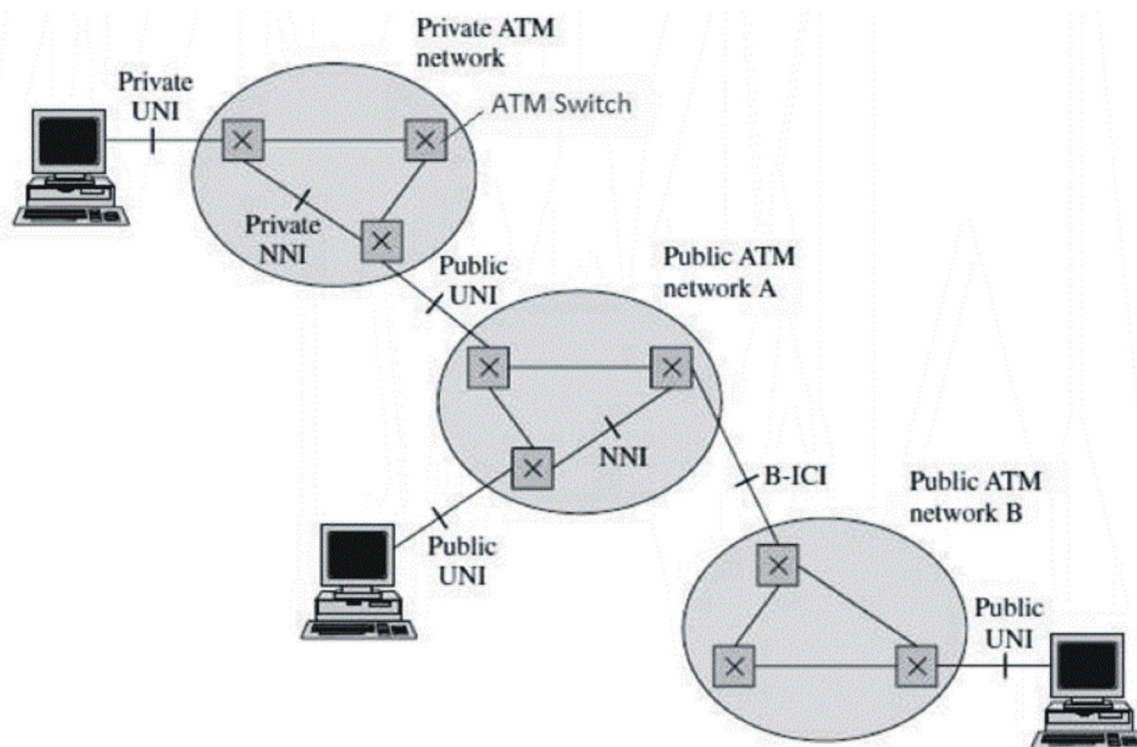 Private ATM
network
Private
UNI
ATM Switch
Private
NNI
Public
UNI
Public ATM
network A
NNI
B-ICI
Public
UNI
Public ATM
network B
Public
UNI